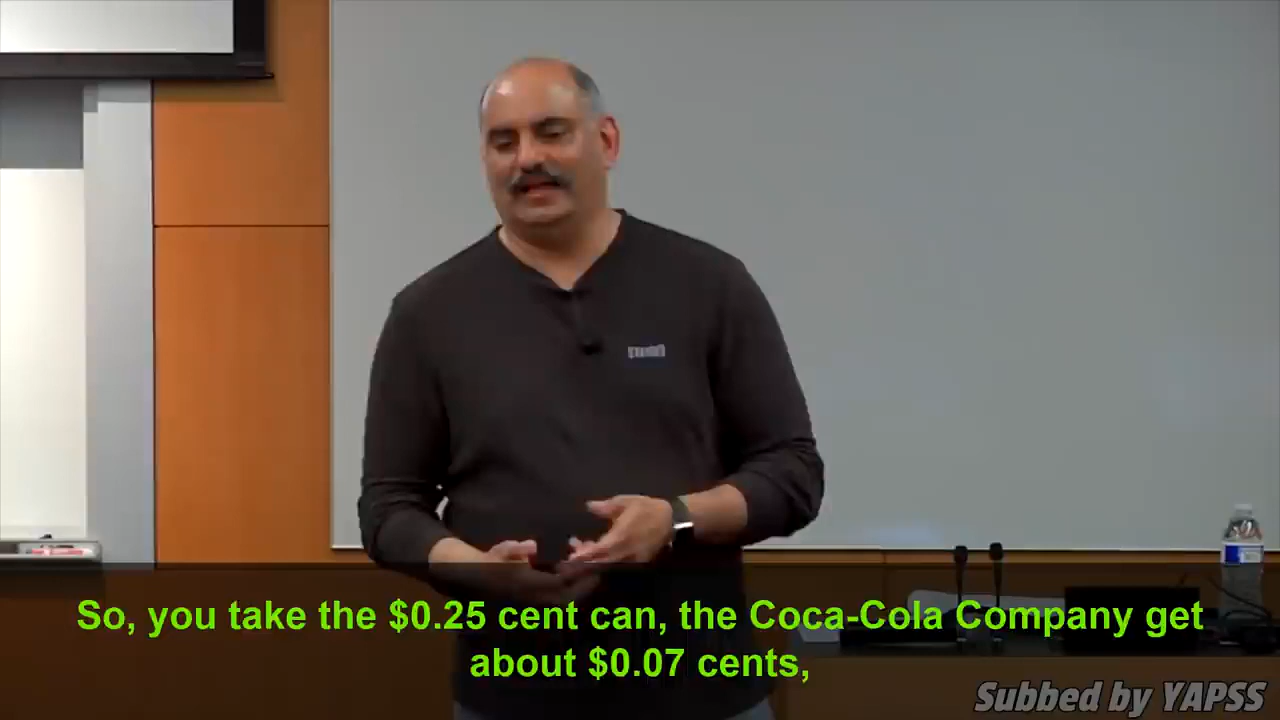 So, you take the $0.25 cent can, the Coca-Cola Company get
about $0.07 cents,
Subbed by YAPSS